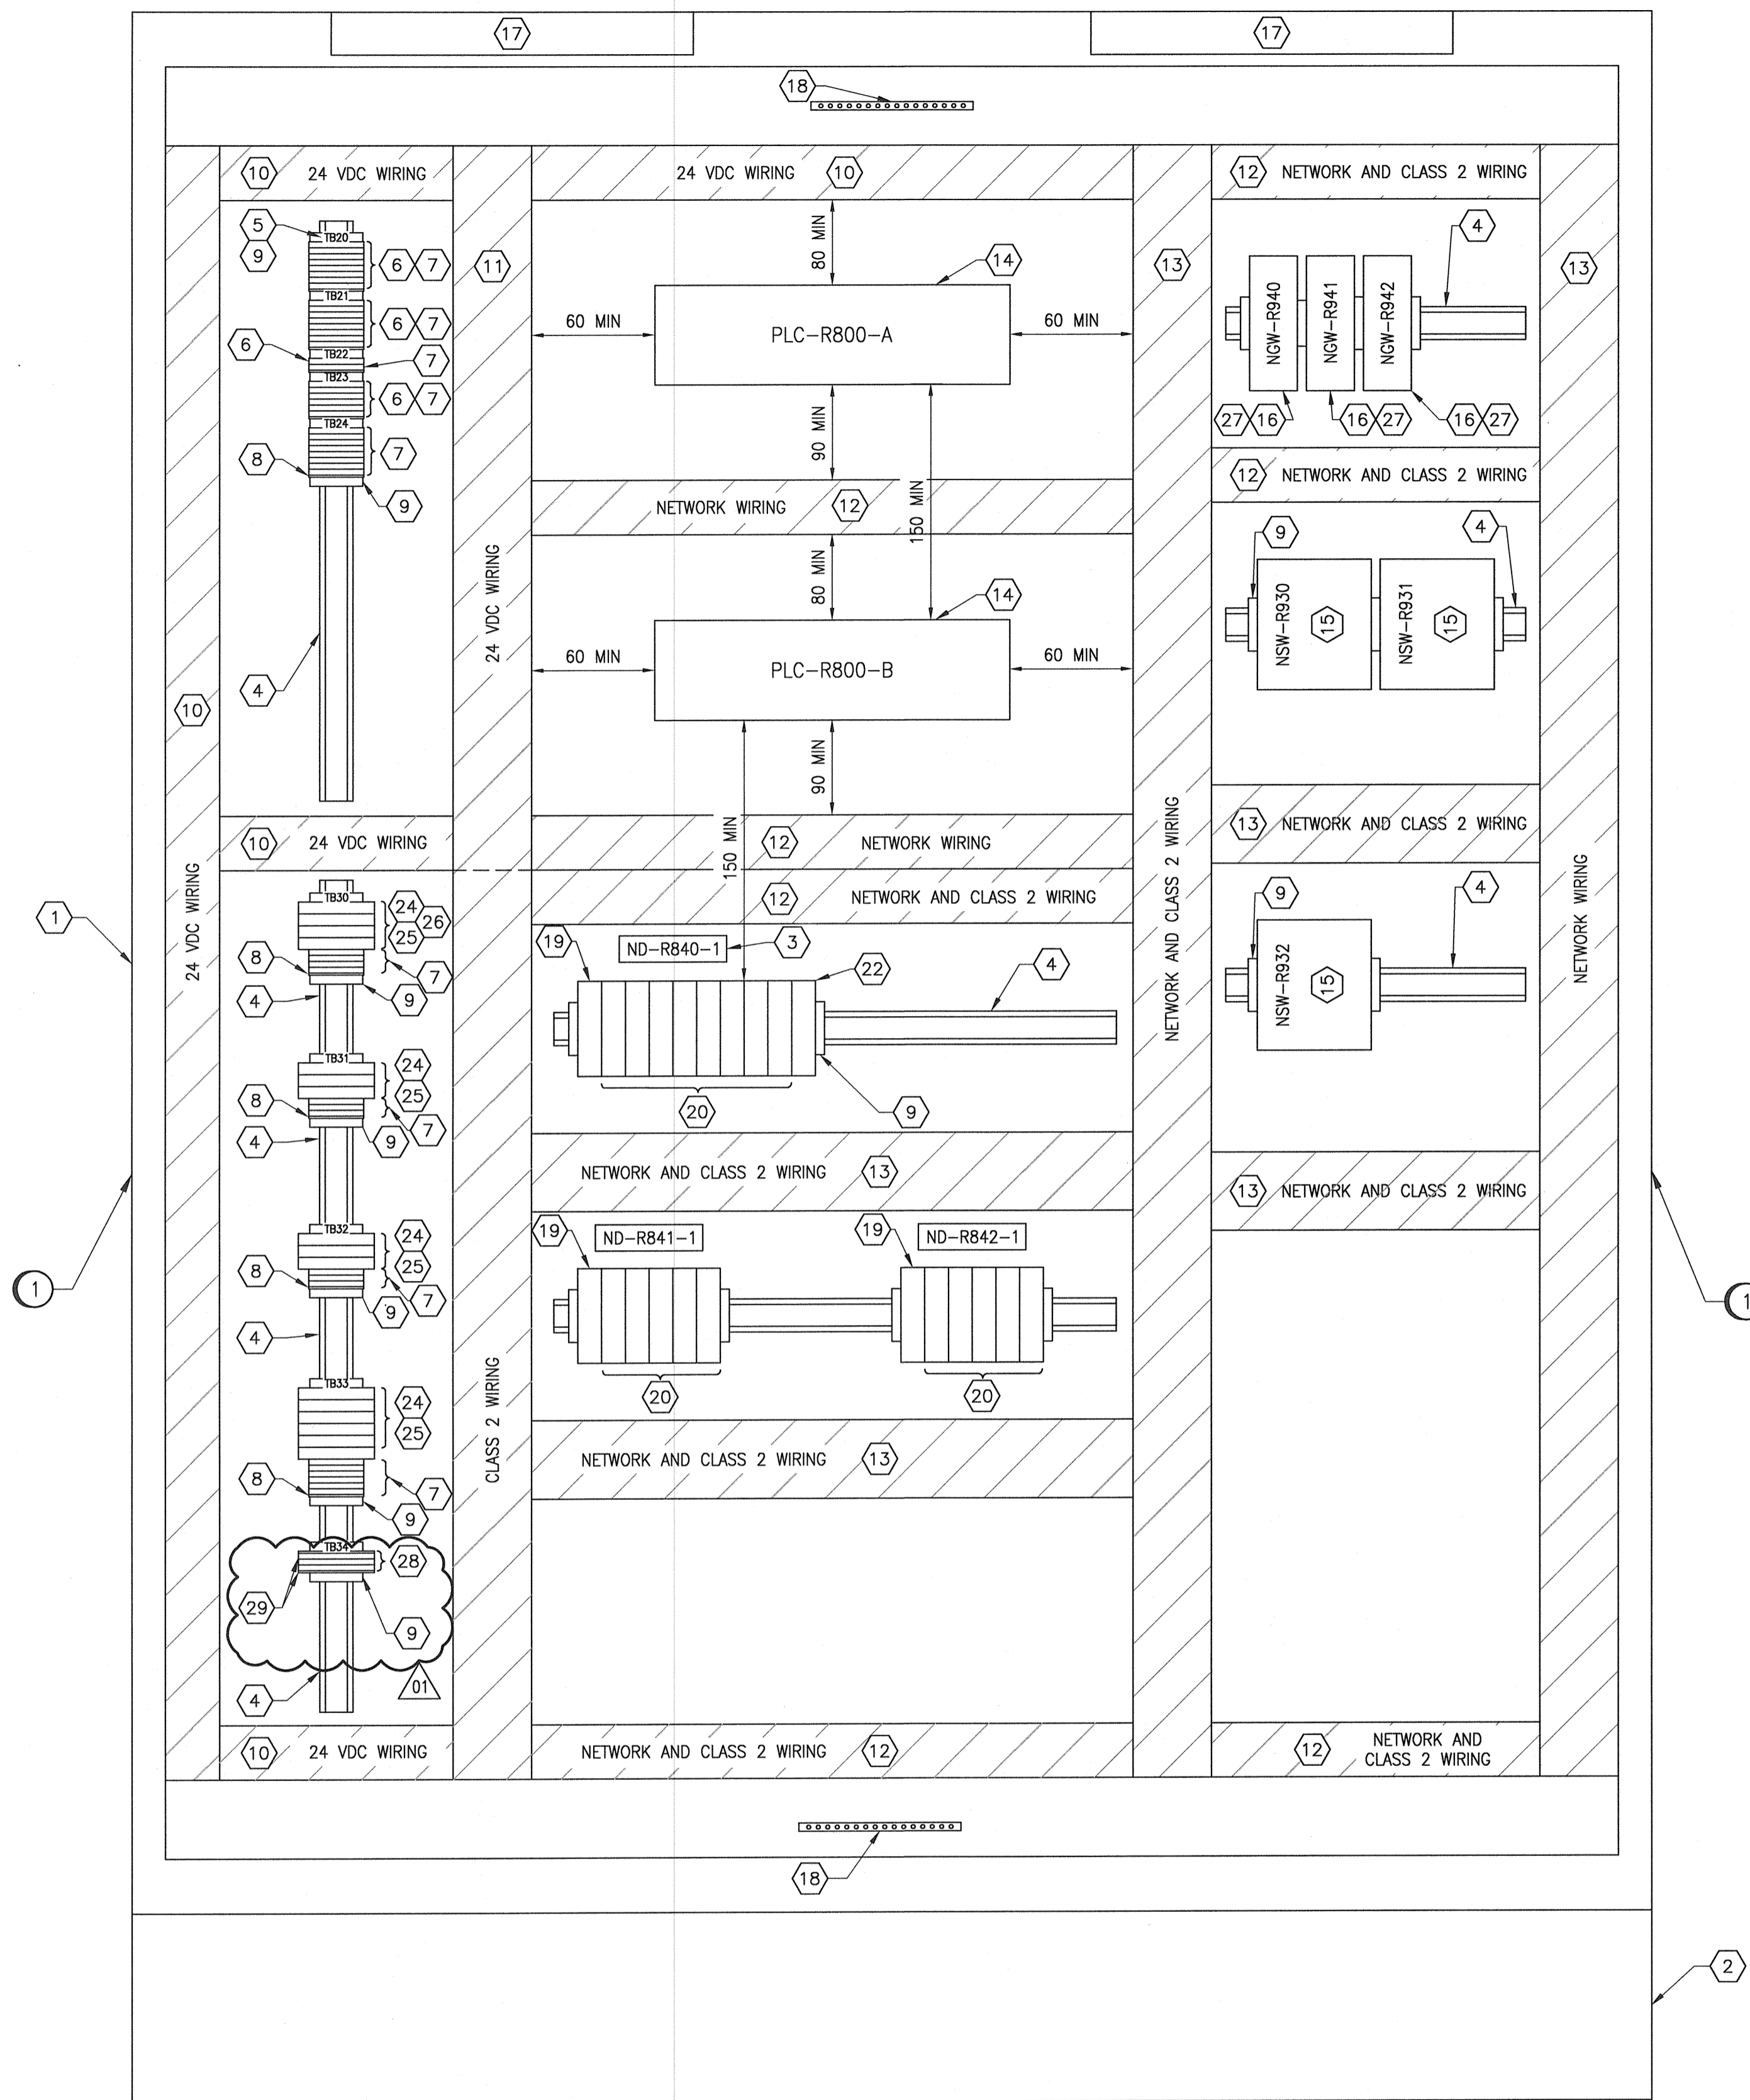 17
17
18
10 24 VDC WIRING
24 VDC WIRING 10
12 NETWORK AND CLASS 2 WIRING
5
9
TB20
6 7
TB21
6 7
6
TB22
7
TB23
6 7
TB24
7
8
9
4
10
24 VDC WIRING
11
24 VDC WIRING
CLASS 2 WIRING
80 MIN
14
60 MIN
PLC-R800-A
60 MIN
90 MIN
NETWORK WIRING 12
150 MIN
80 MIN
14
60 MIN
PLC-R800-B
60 MIN
90 MIN
150 MIN
13
NETWORK AND CLASS 2 WIRING
4
13
NETWORK WIRING
NGW-R940
NGW-R941
NGW-R942
27 16
16 27
16 27
12 NETWORK AND CLASS 2 WIRING
9
4
NSW-R930
15
NSW-R931
15
13 NETWORK AND CLASS 2 WIRING
9
4
NSW-R932
15
13 NETWORK AND CLASS 2 WIRING
12 NETWORK AND
CLASS 2 WIRING
10 24 VDC WIRING
12 NETWORK WIRING
12 NETWORK AND CLASS 2 WIRING
1
1
1
TB30
24
26
25
8
7
9
4
TB31
24
25
8
7
9
4
TB32
24
25
8
7
9
4
TB33
24
25
8
7
9
TB34
28
29
9
4
01
10 24 VDC WIRING
19
ND-R840-1
3
22
4
20
9
NETWORK AND CLASS 2 WIRING 13
19
ND-R841-1
19
ND-R842-1
20
20
NETWORK AND CLASS 2 WIRING 13
NETWORK AND CLASS 2 WIRING 12
18
2